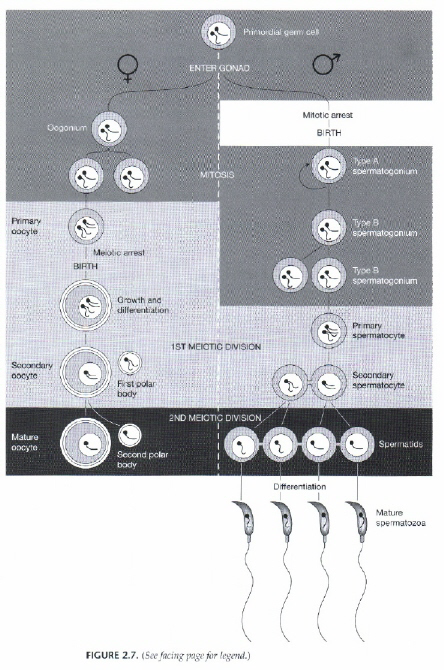 Primordial germ cell
ENTER GONAD
Mitotic arrest
BIRTH
Oogonium
MITOSIS
Type A
spermatogonium
Type B
spermatogonium
Type B
spermatogonium
Primary
oocyte
Meiotic arrest
BIRTH
Growth and
differentiation
Primary
spermatocyte
1ST MEIOTIC DIVISION
Secondary
oocyte
First polar
body
Secondary
spermatocyte
2ND MEIOTIC DIVISION
Mature
oocyte
Second polar
body
Spermatids
Differentiation
Mature
spermatozoa
FIGURE 2.7. (See facing page for legend.)